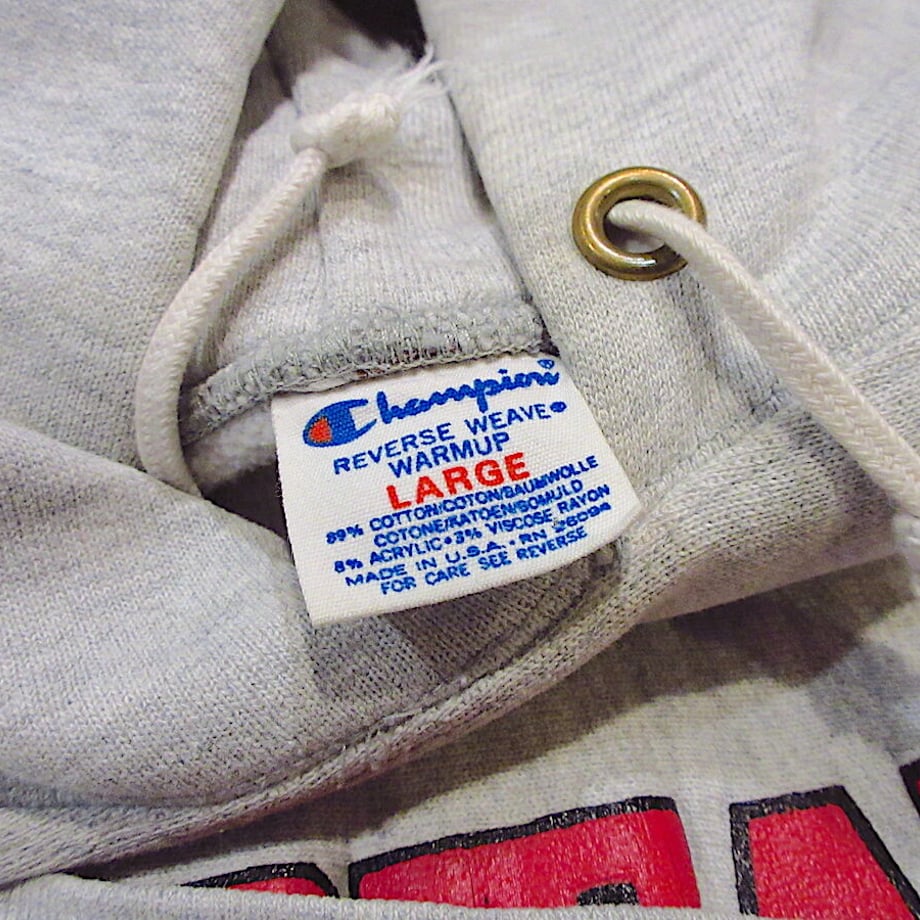 Champion®
REVERSE WEAVE®
WARMUP
LARGE
89% COTTON/COTON/BAUMWOLLE
COTONE/KATOEN/BOMULD
8% ACRYLIC•3% VISCOSE RAYON
MADE IN U.S.A. • RN 26094
FOR CARE SEE REVERSE